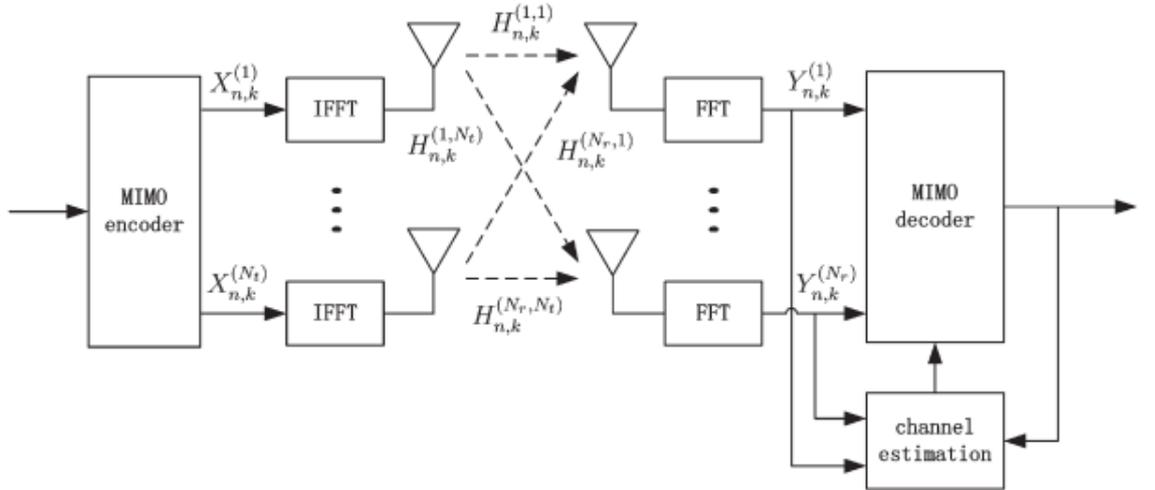 H_{n,k}^{(1,1)}
X_{n,k}^{(1)}
Y_{n,k}^{(1)}
IFFT
FFT
H_{n,k}^{(1,N_t)}
H_{n,k}^{(N_r,1)}
MIMO
encoder
MIMO
decoder
X_{n,k}^{(N_t)}
Y_{n,k}^{(N_r)}
IFFT
FFT
H_{n,k}^{(N_r,N_t)}
channel
estimation